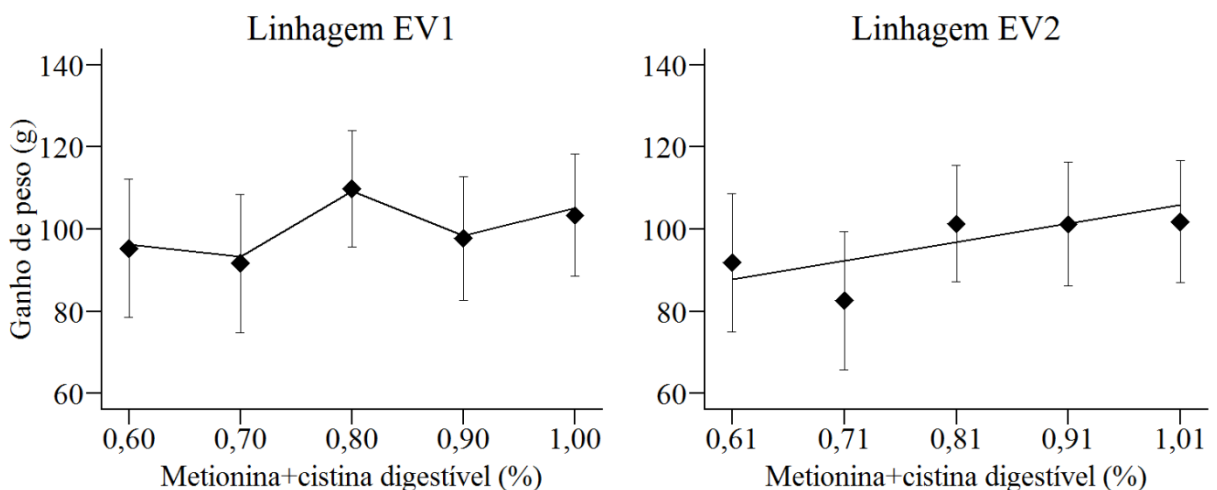 Linhagem EV1
Linhagem EV2
Ganho de peso (g)
140
120
100
80
60
140
120
100
80
60
0,60 0,70 0,80 0,90 1,00
0,61 0,71 0,81 0,91 1,01
Metionina+cistina digestível (%)
Metionina+cistina digestível (%)